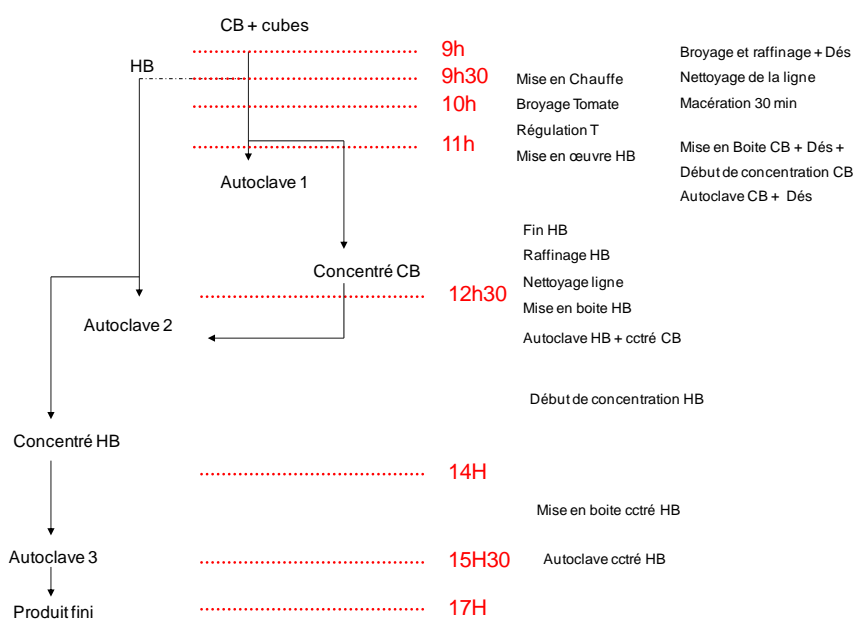 CB + cubes
9h
Broyage et raffinage + Dés
HB
9h30
Mise en Chauffe
Nettoyage de la ligne
10h
Broyage Tomate
Macération 30 min
Régulation T
11h
Mise en œuvre HB
Mise en Boite CB + Dés +
Début de concentration CB
Autoclave 1
Autoclave CB + Dés
Fin HB
Raffinage HB
Concentré CB
Nettoyage ligne
12h30
Mise en boite HB
Autoclave 2
Autoclave HB + cctré CB
Début de concentration HB
Concentré HB
14H
Mise en boite cctré HB
Autoclave 3
15H30
Autoclave cctré HB
Produit fini
17H